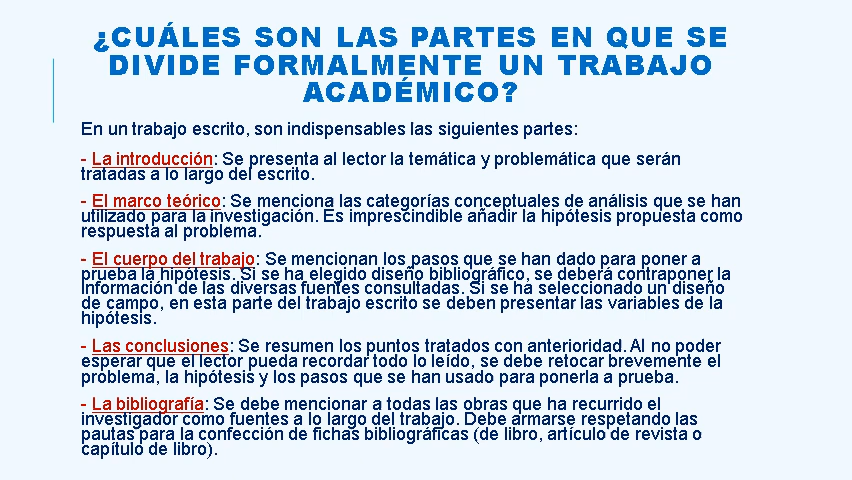 ¿CUÁLES SON LAS PARTES EN QUE SE
DIVIDE FORMALMENTE UN TRABAJO
ACADÉMICO?
En un trabajo escrito, son indispensables las siguientes partes:
- La introducción: Se presenta al lector la temática y problemática que serán
tratadas a lo largo del escrito.
- El marco teórico: Se menciona las categorías conceptuales de análisis que se han
utilizado para la investigación. Es imprescindible añadir la hipótesis propuesta como
respuesta al problema.
- El cuerpo del trabajo: Se mencionan los pasos que se han dado para poner a
prueba la hipótesis. Si se ha elegido diseño bibliográfico, se deberá contraponer la
Información de las diversas fuentes consultadas. Si se ha seleccionado un diseño
de campo, en esta parte del trabajo escrito se deben presentar las variables de la
hipótesis.
- Las conclusiones: Se resumen los puntos tratados con anterioridad. Al no poder
esperar que el lector pueda recordar todo lo leído, se debe retocar brevemente el
problema, la hipótesis y los pasos que se han usado para ponerla a prueba.
- La bibliografía: Se debe mencionar a todas las obras que ha recurrido el
investigador como fuentes a lo largo del trabajo. Debe armarse respetando las
pautas para la confección de fichas bibliográficas (de libro, artículo de revista o
capítulo de libro).